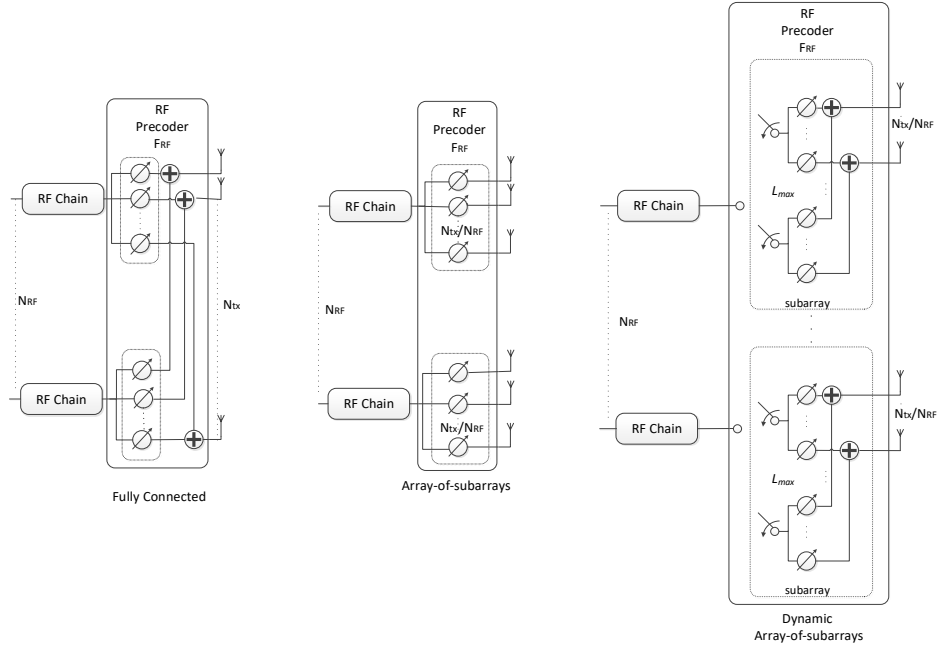 RF
Precoder
FRF
RF Chain
NRF
Ntx
RF Chain
Fully Connected
RF
Precoder
FRF
RF Chain
Ntx/NRF
NRF
RF Chain
Ntx/NRF
Array-of-subarrays
RF
Precoder
FRF
Ntx/NRF
Lmax
RF Chain
subarray
NRF
Ntx/NRF
RF Chain
Lmax
subarray
Dynamic
Array-of-subarrays